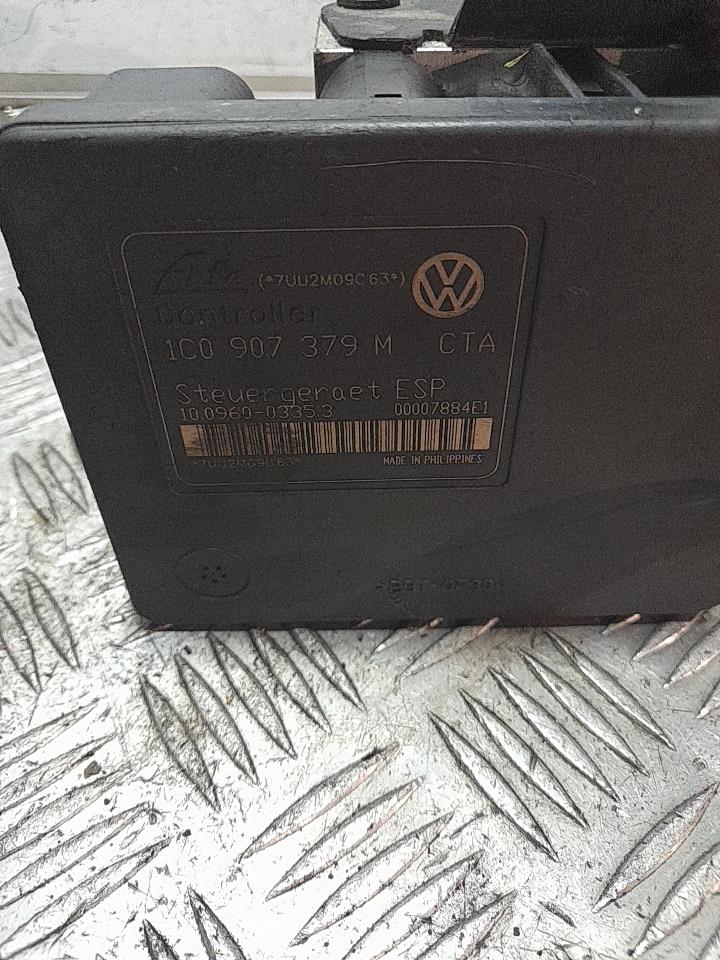 Ate (*7UU2M09C63*)
Controller
1C0 907 379 M CTA
Steuergeraet ESP
10.0960-0335.3 00007884E1
*7UU2M09C63* MADE IN PHILIPPINES